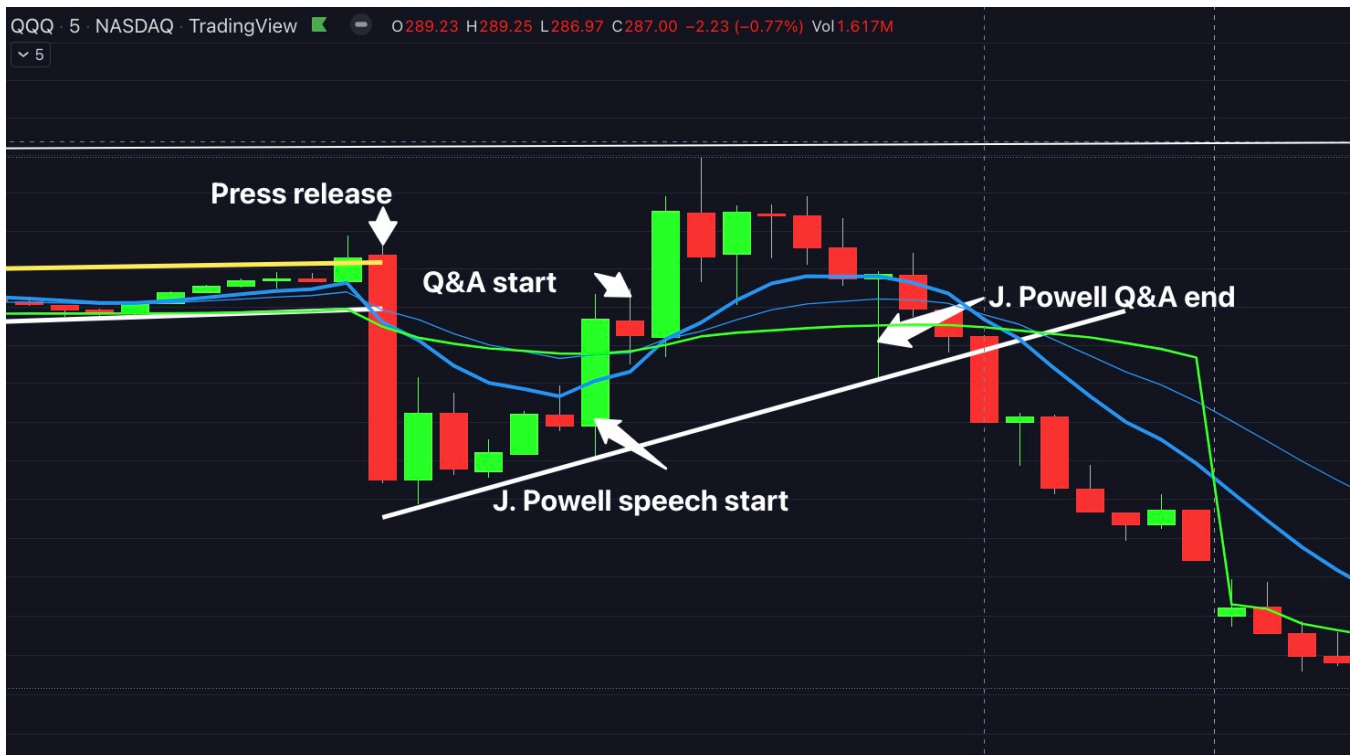 QQQ · 5 · NASDAQ · TradingView O289.23 H289.25 L286.97 C287.00 −2.23 (−0.77%) Vol1.617M
5
Press release
Q&A start
J. Powell Q&A end
J. Powell speech start